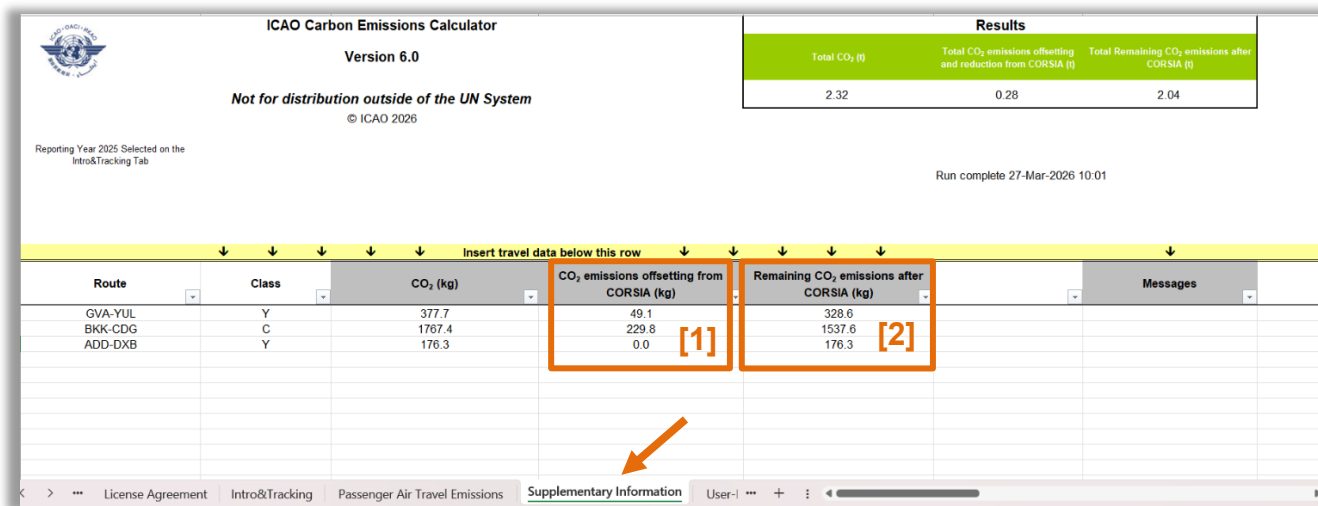 ICAO Carbon Emissions Calculator
Version 6.0
Not for distribution outside of the UN System
© ICAO 2026
Reporting Year 2025 Selected on the
Intro&Tracking Tab
Results
Total CO₂ (t)
Total CO₂ emissions offsetting
and reduction from CORSIA (t)
Total Remaining CO₂ emissions after
CORSIA (t)
2.32 0.28 2.04
Run complete 27-Mar-2026 10:01
Insert travel data below this row
Route
Class
CO₂ (kg)
CO₂ emissions offsetting from
CORSIA (kg)
Remaining CO₂ emissions after
CORSIA (kg)
Messages
GVA-YUL Y 377.7 49.1 328.6
BKK-CDG C 1767.4 229.8 1537.6
ADD-DXB Y 176.3 0.0 176.3
[1]
[2]
License Agreement Intro&Tracking Passenger Air Travel Emissions Supplementary Information User-